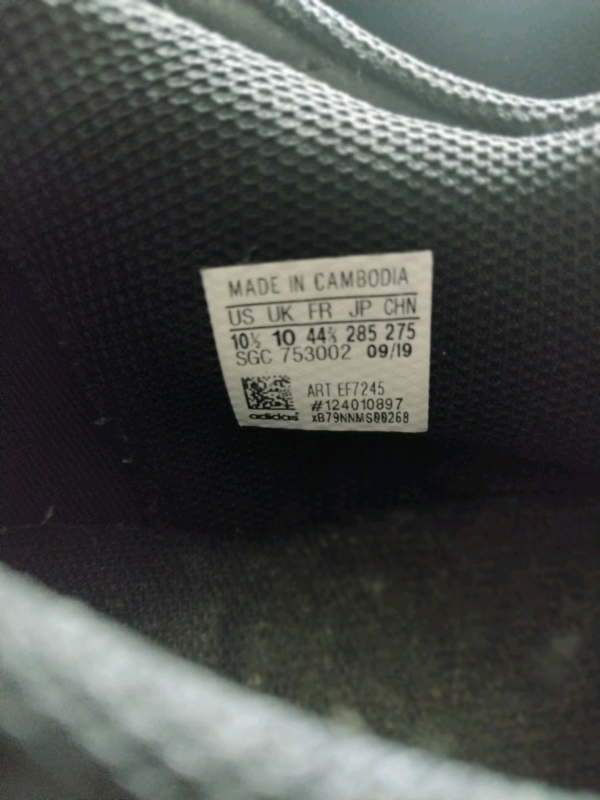 MADE IN CAMBODIA
US UK FR JP CHN
10½ 10 44⅔ 285 275
SGC 753002 09/19
ART EF7245
#124010897
adidas xB79NNMS00268